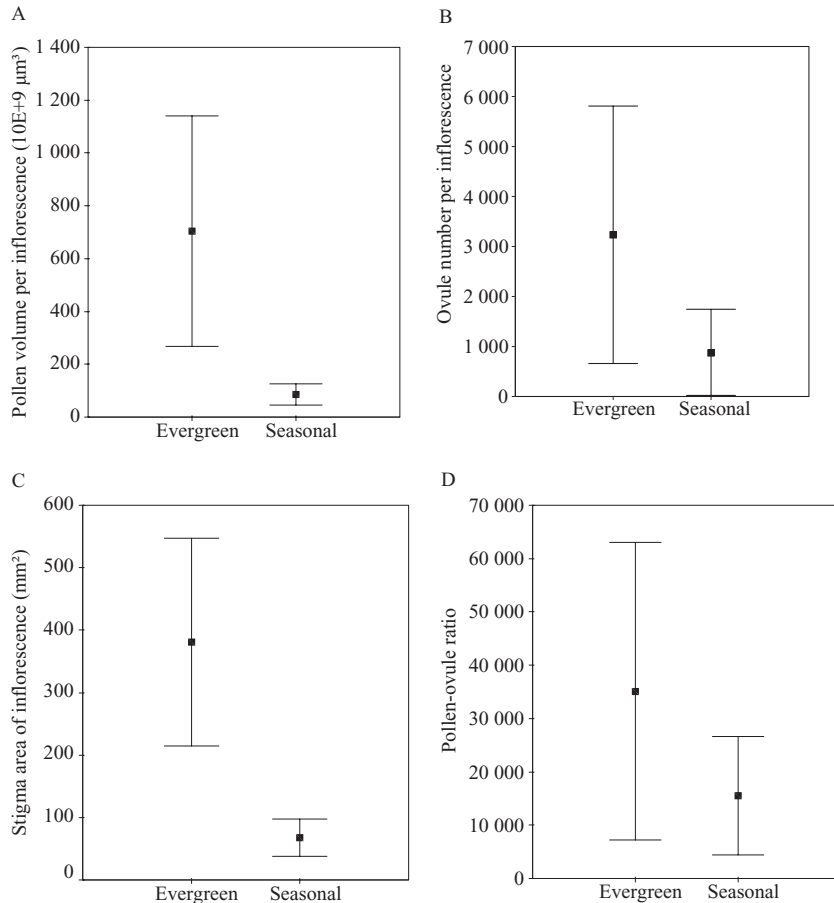 A
Pollen volume per inflorescence (10E+9 µm³)
1 400
1 200
1 000
800
600
400
200
0
Evergreen Seasonal
B
Ovule number per inflorescence
7 000
6 000
5 000
4 000
3 000
2 000
1 000
0
Evergreen Seasonal
C
Stigma area of inflorescence (mm²)
600
500
400
300
200
100
0
Evergreen Seasonal
D
Pollen-ovule ratio
70 000
60 000
50 000
40 000
30 000
20 000
10 000
0
Evergreen Seasonal